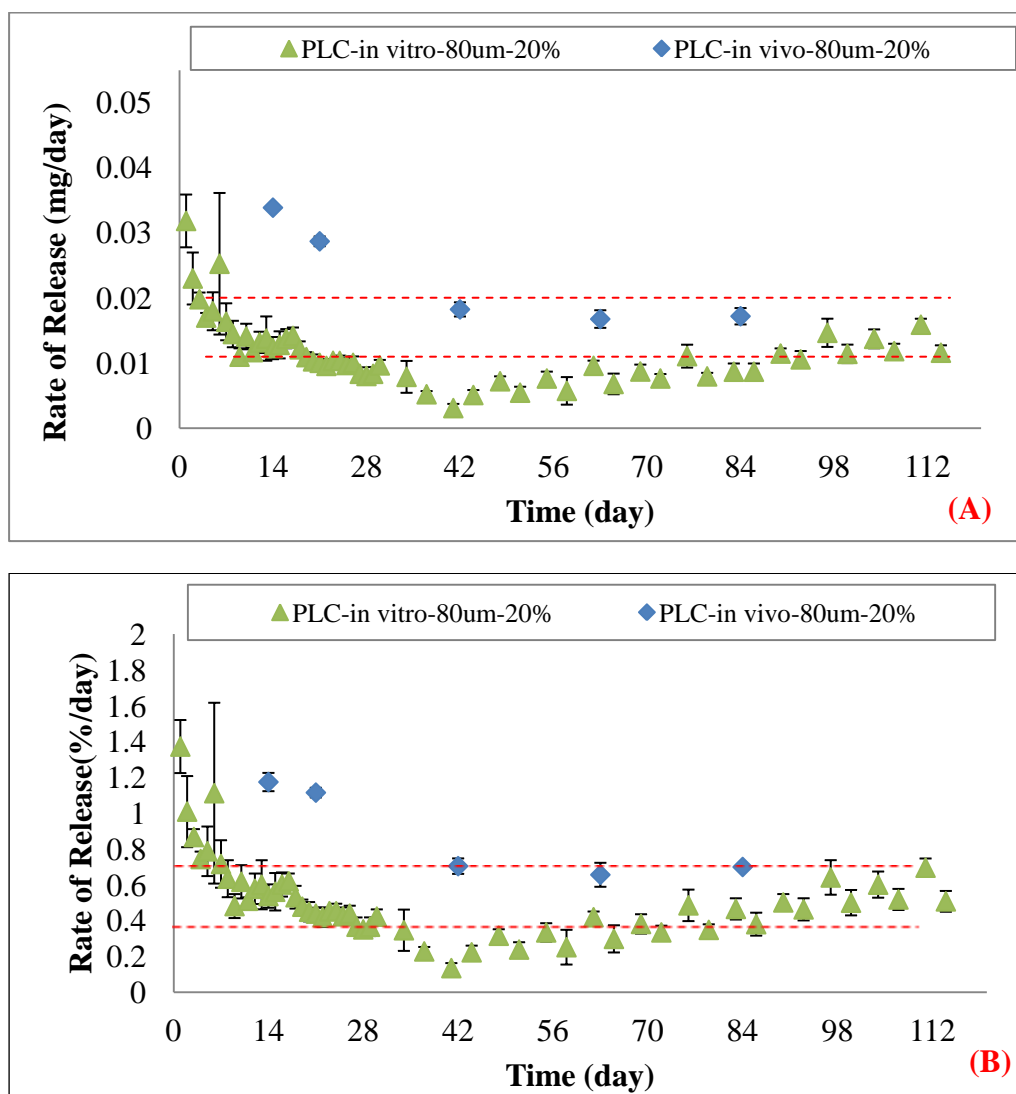 PLC-in vitro-80um-20% PLC-in vivo-80um-20%
0.05
0.04
0.03
0.02
0.01
0
Rate of Release (mg/day)
0 14 28 42 56 70 84 98 112
Time (day)
(A)
PLC-in vitro-80um-20% PLC-in vivo-80um-20%
2
1.8
1.6
1.4
1.2
1
0.8
0.6
0.4
0.2
0
Rate of Release(%/day)
0 14 28 42 56 70 84 98 112
Time (day)
(B)